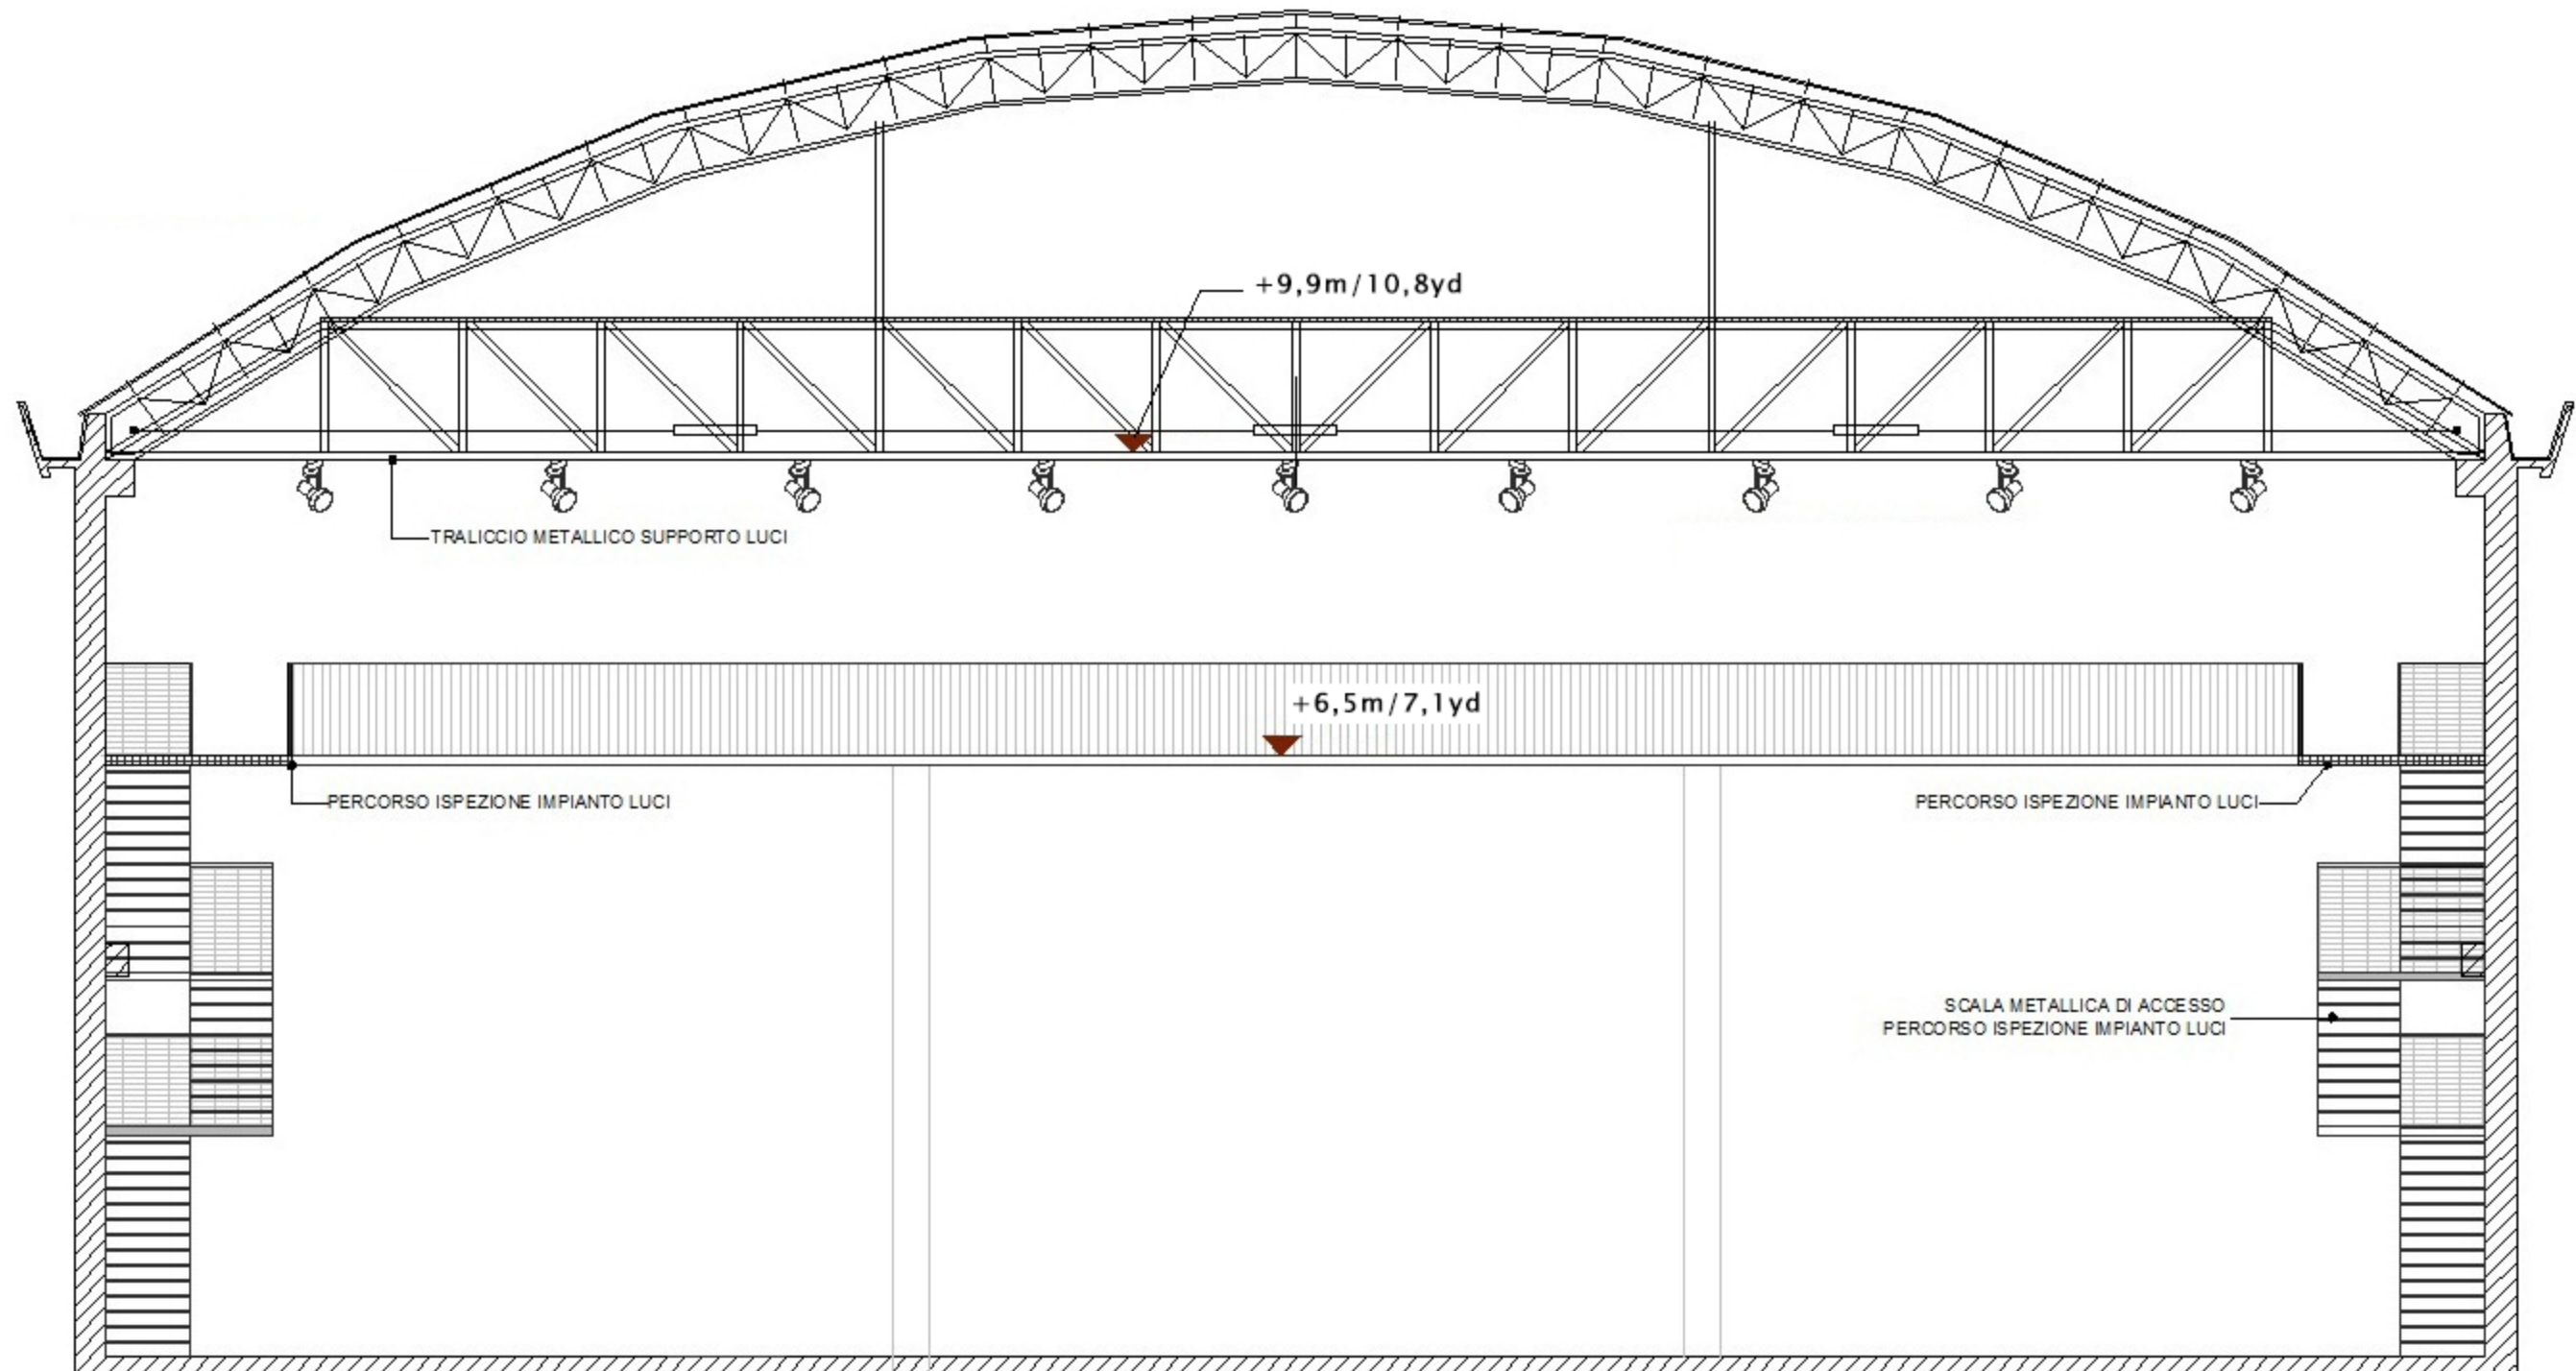 +9,9m/10,8yd
TRALICCIO METALLICO SUPPORTO LUCI
+6,5m/7,1yd
PERCORSO ISPEZIONE IMPIANTO LUCI
PERCORSO ISPEZIONE IMPIANTO LUCI
SCALA METALLICA DI ACCESSO
PERCORSO ISPEZIONE IMPIANTO LUCI